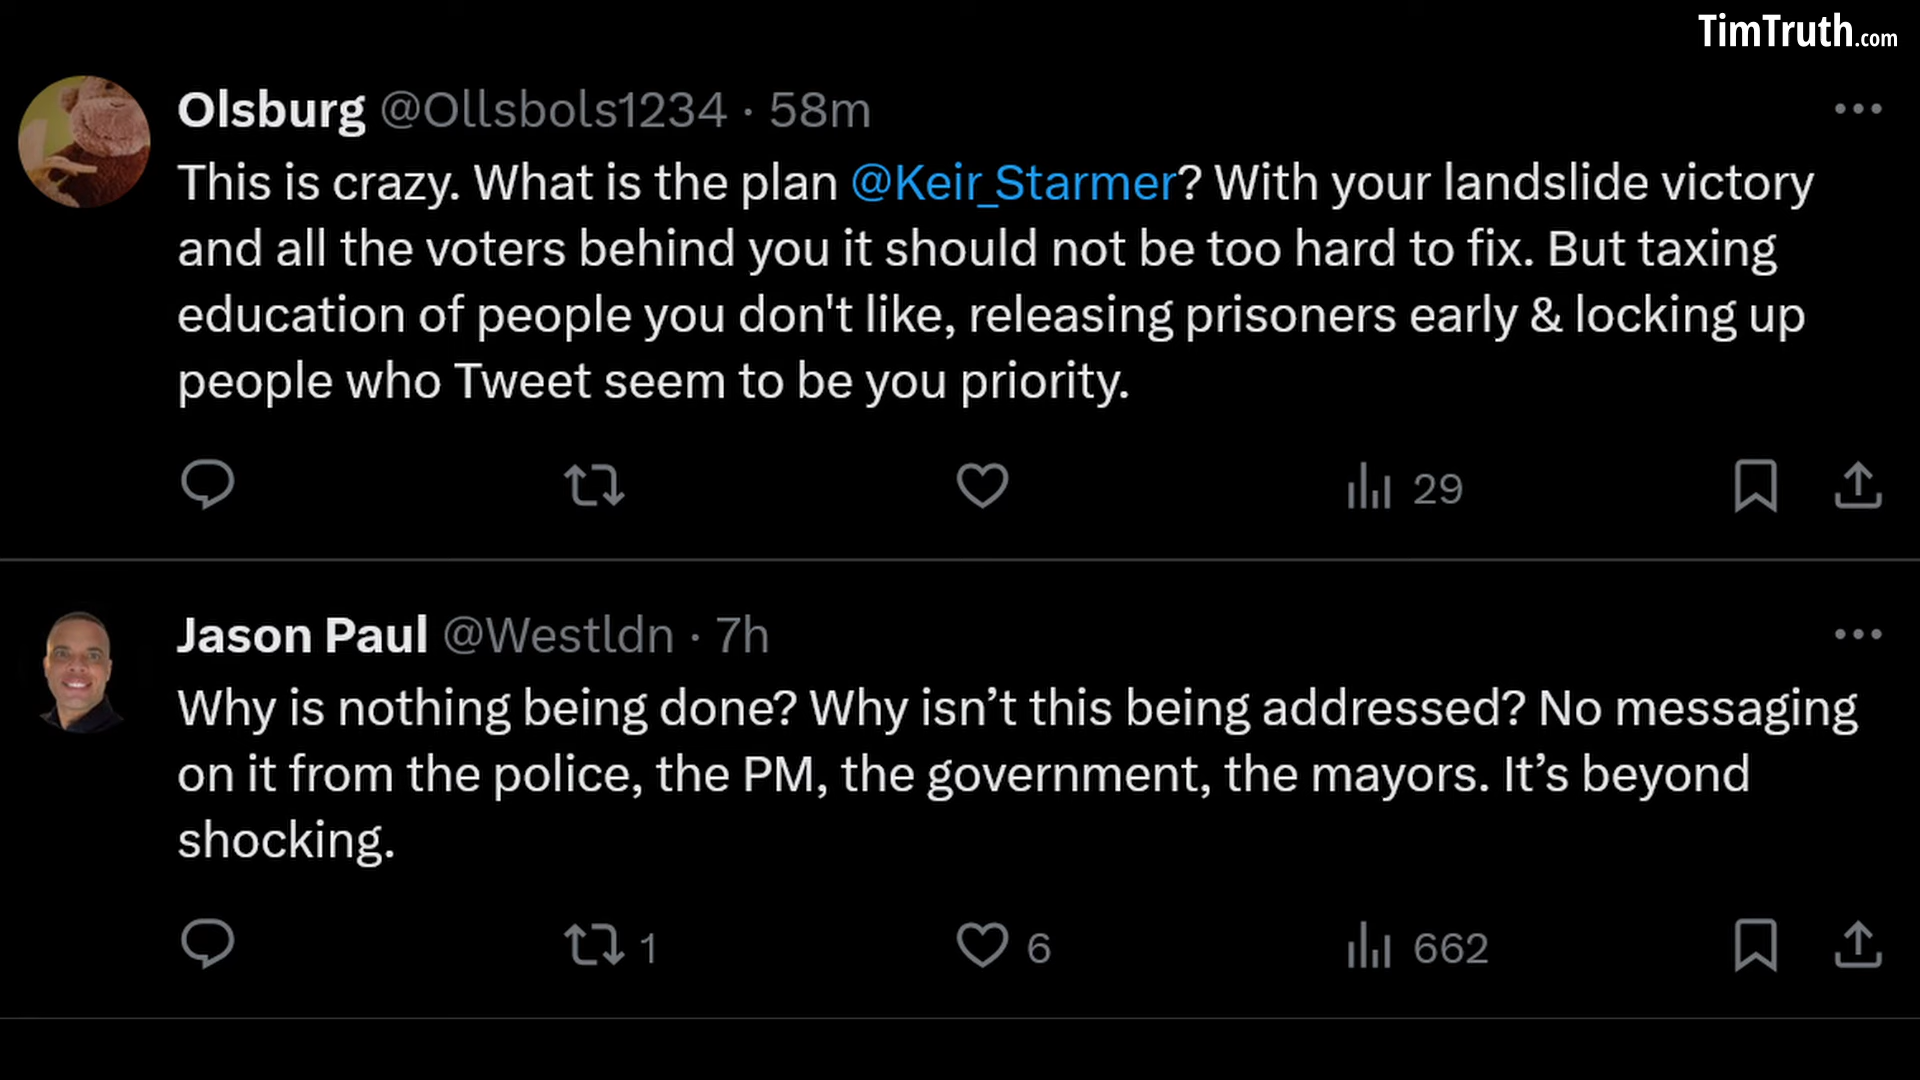 TimTruth.com
Olsburg @Ollsbols1234 · 58m
This is crazy. What is the plan @Keir_Starmer? With your landslide victory
and all the voters behind you it should not be too hard to fix. But taxing
education of people you don't like, releasing prisoners early & locking up
people who Tweet seem to be you priority.
29
Jason Paul @Westldn · 7h
Why is nothing being done? Why isn’t this being addressed? No messaging
on it from the police, the PM, the government, the mayors. It’s beyond
shocking.
1 6 662